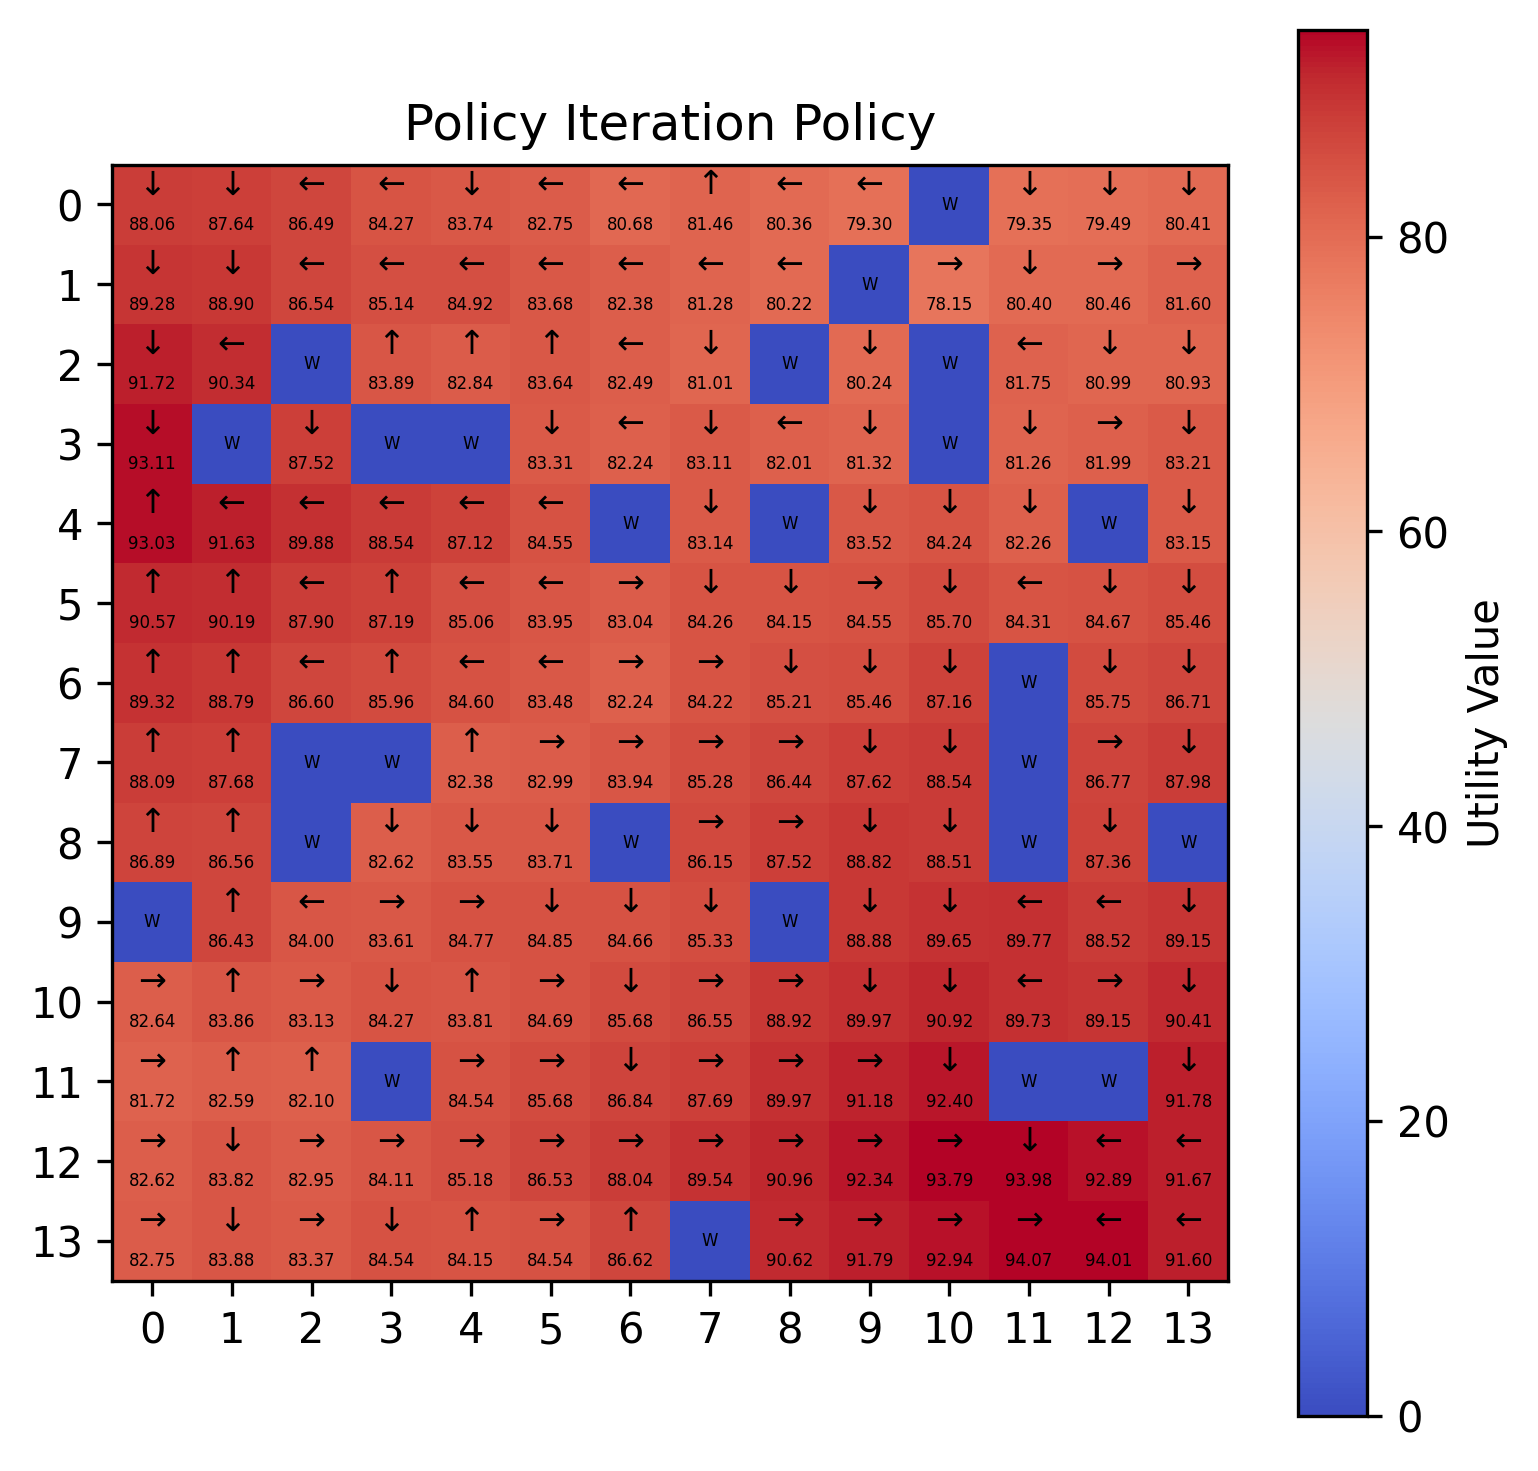 Policy Iteration Policy
0 ↓ ↓ ← ← ↓ ← ← ↑ ← ← W ↓ ↓ ↓
88.06 87.64 86.49 84.27 83.74 82.75 80.68 81.46 80.36 79.30 79.35 79.49 80.41
1 ↓ ↓ ← ← ← ← ← ← ← W → ↓ → →
89.28 88.90 86.54 85.14 84.92 83.68 82.38 81.28 80.22 78.15 80.40 80.46 81.60
2 ↓ ← W ↑ ↑ ↑ ← ↓ W ↓ W ← ↓ ↓
91.72 90.34 83.89 82.84 83.64 82.49 81.01 80.24 81.75 80.99 80.93
3 ↓ W ↓ W W ↓ ← ↓ ← ↓ W ↓ → ↓
93.11 87.52 83.31 82.24 83.11 82.01 81.32 81.26 81.99 83.21
4 ↑ ← ← ← ← ← W ↓ W ↓ ↓ ↓ W ↓
93.03 91.63 89.88 88.54 87.12 84.55 83.14 83.52 84.24 82.26 83.15
5 ↑ ↑ ← ↑ ← ← → ↓ ↓ → ↓ ← ↓ ↓
90.57 90.19 87.90 87.19 85.06 83.95 83.04 84.26 84.15 84.55 85.70 84.31 84.67 85.46
6 ↑ ↑ ← ↑ ← ← → → ↓ ↓ ↓ W ↓ ↓
89.32 88.79 86.60 85.96 84.60 83.48 82.24 84.22 85.21 85.46 87.16 85.75 86.71
7 ↑ ↑ W W ↑ → → → → ↓ ↓ W → ↓
88.09 87.68 82.38 82.99 83.94 85.28 86.44 87.62 88.54 86.77 87.98
8 ↑ ↑ W ↓ ↓ ↓ W → → ↓ ↓ W ↓ W
86.89 86.56 82.62 83.55 83.71 86.15 87.52 88.82 88.51 87.36
9 W ↑ ← → → ↓ ↓ ↓ W ↓ ↓ ← ← ↓
86.43 84.00 83.61 84.77 84.85 84.66 85.33 88.88 89.65 89.77 88.52 89.15
10 → ↑ → ↓ ↑ → ↓ → → ↓ ↓ ← → ↓
82.64 83.86 83.13 84.27 83.81 84.69 85.68 86.55 88.92 89.97 90.92 89.73 89.15 90.41
11 → ↑ ↑ W → → ↓ → → → ↓ W W ↓
81.72 82.59 82.10 84.54 85.68 86.84 87.69 89.97 91.18 92.40 91.78
12 → ↓ → → → → → → → → → ↓ ← ←
82.62 83.82 82.95 84.11 85.18 86.53 88.04 89.54 90.96 92.34 93.79 93.98 92.89 91.67
13 → ↓ → ↓ ↑ → ↑ W → → → → ← ←
82.75 83.88 83.37 84.54 84.15 84.54 86.62 90.62 91.79 92.94 94.07 94.01 91.60
0 1 2 3 4 5 6 7 8 9 10 11 12 13
80
60
40
20
0
Utility Value